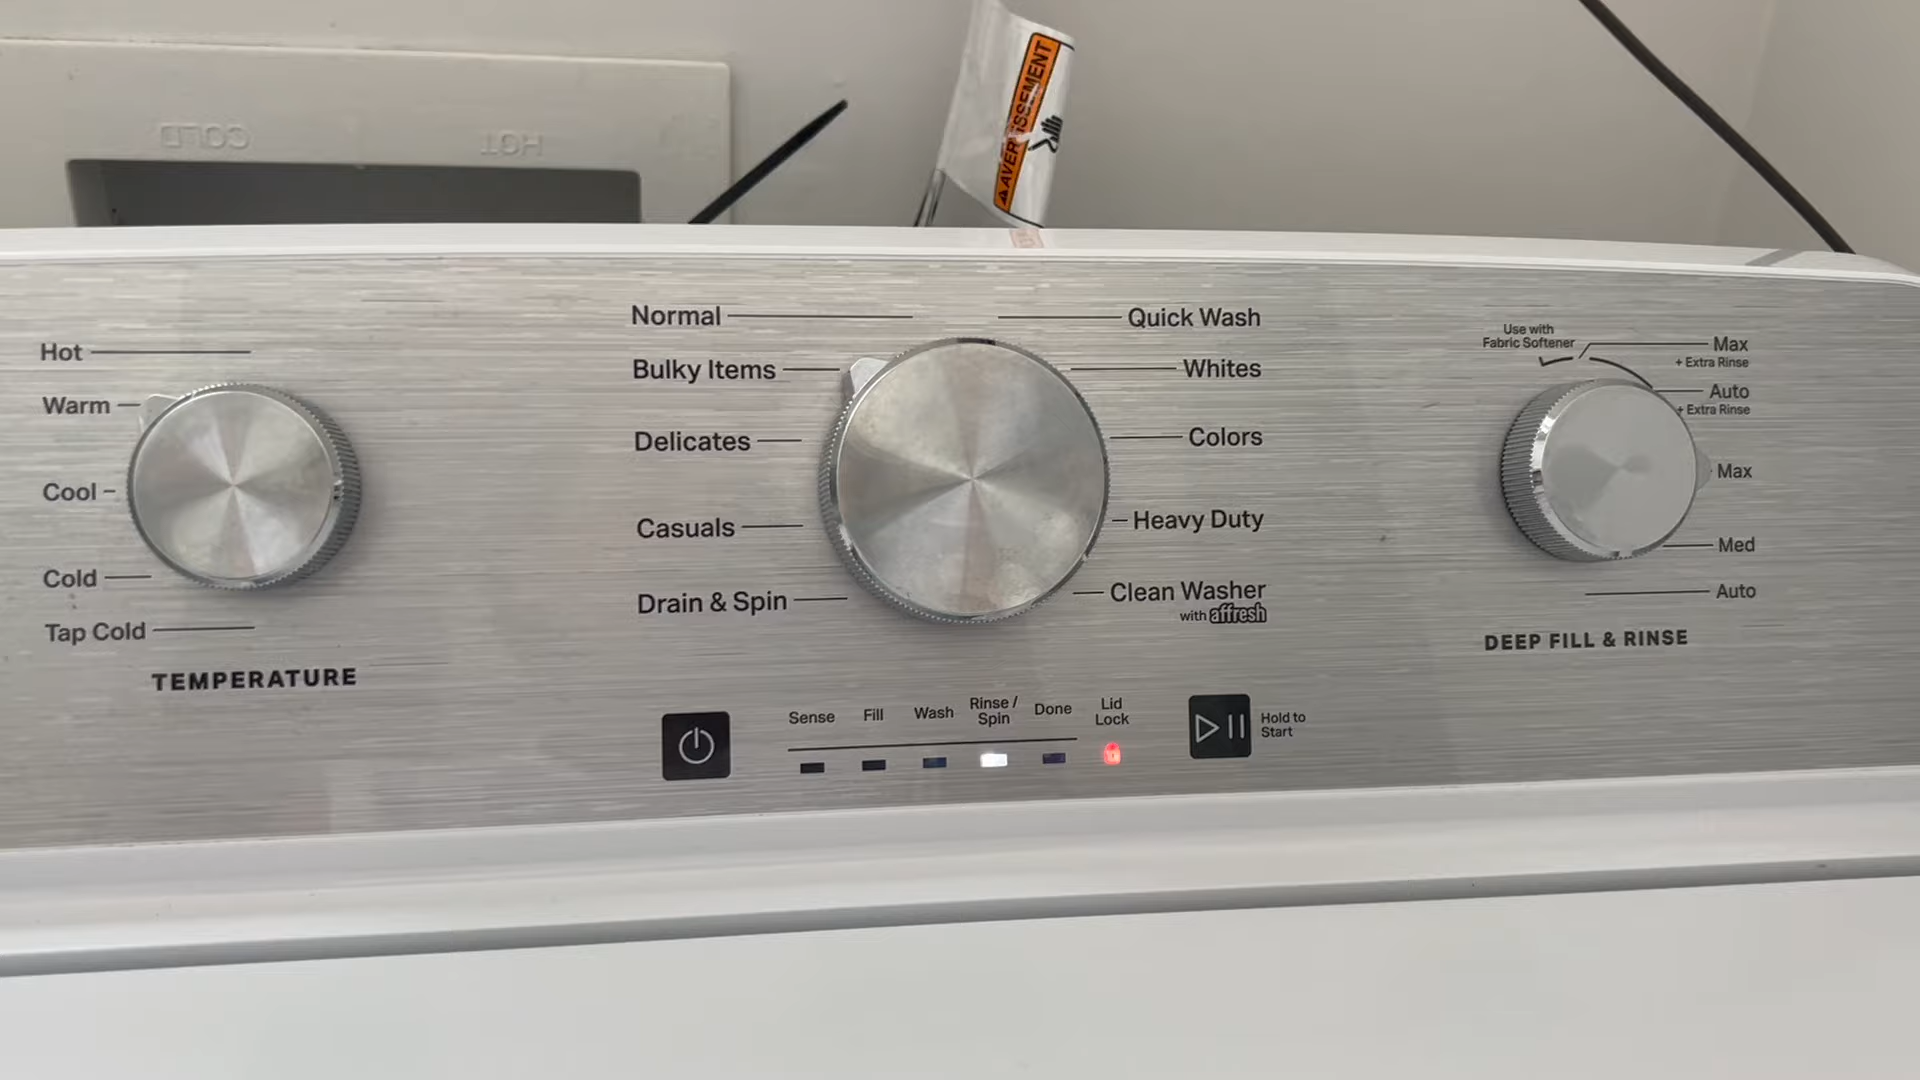 COLD
HOT
AVERTISSEMENT
Hot
Warm
Cool
Cold
Tap Cold
TEMPERATURE
Normal
Bulky Items
Delicates
Casuals
Drain & Spin
Quick Wash
Whites
Colors
Heavy Duty
Clean Washer
with affresh
Use with
Fabric Softener
Max
+ Extra Rinse
Auto
+ Extra Rinse
Max
Med
Auto
DEEP FILL & RINSE
Sense
Fill
Wash
Rinse /
Spin
Done
Lid
Lock
Hold to
Start